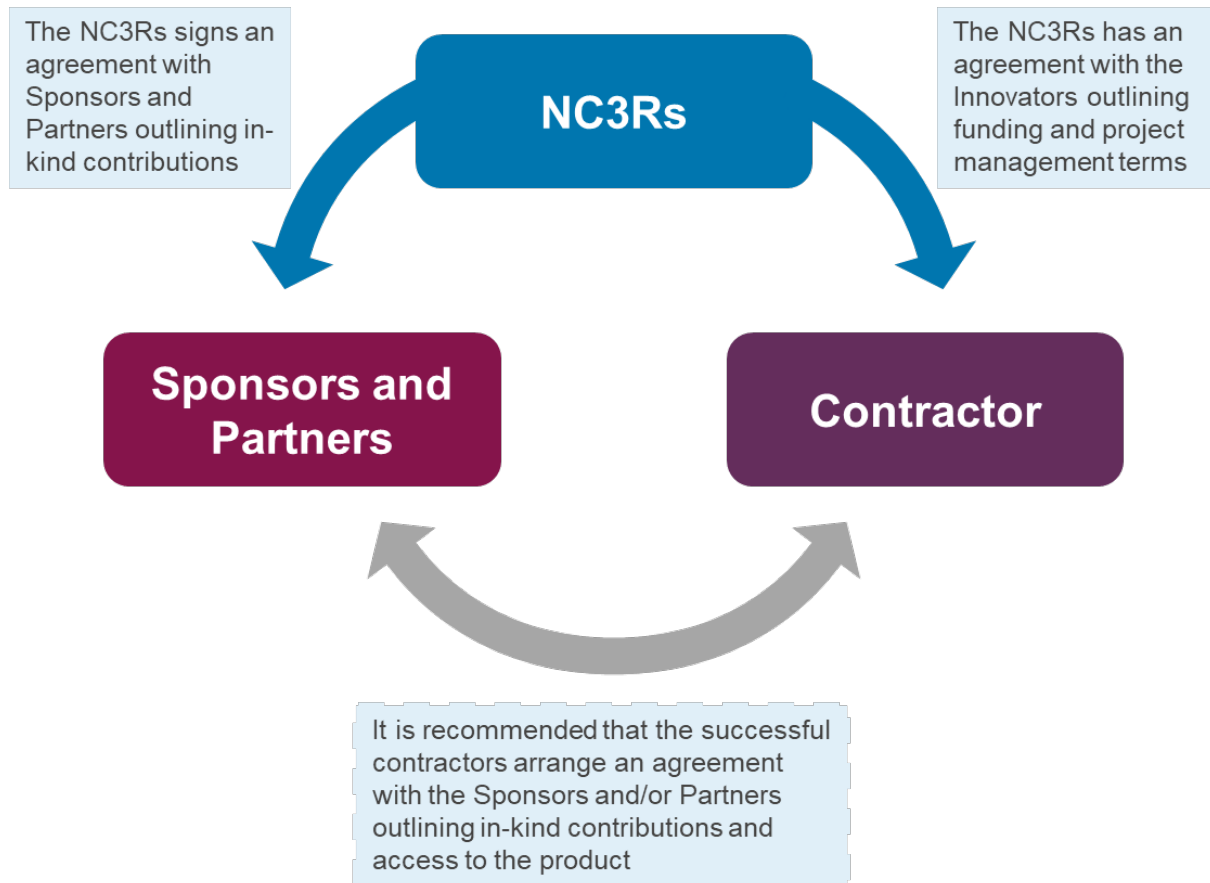 The NC3Rs signs an
agreement with
Sponsors and
Partners outlining in-
kind contributions
NC3Rs
The NC3Rs has an
agreement with the
Innovators outlining
funding and project
management terms
Sponsors and
Partners
Contractor
It is recommended that the successful
contractors arrange an agreement
with the Sponsors and/or Partners
outlining in-kind contributions and
access to the product